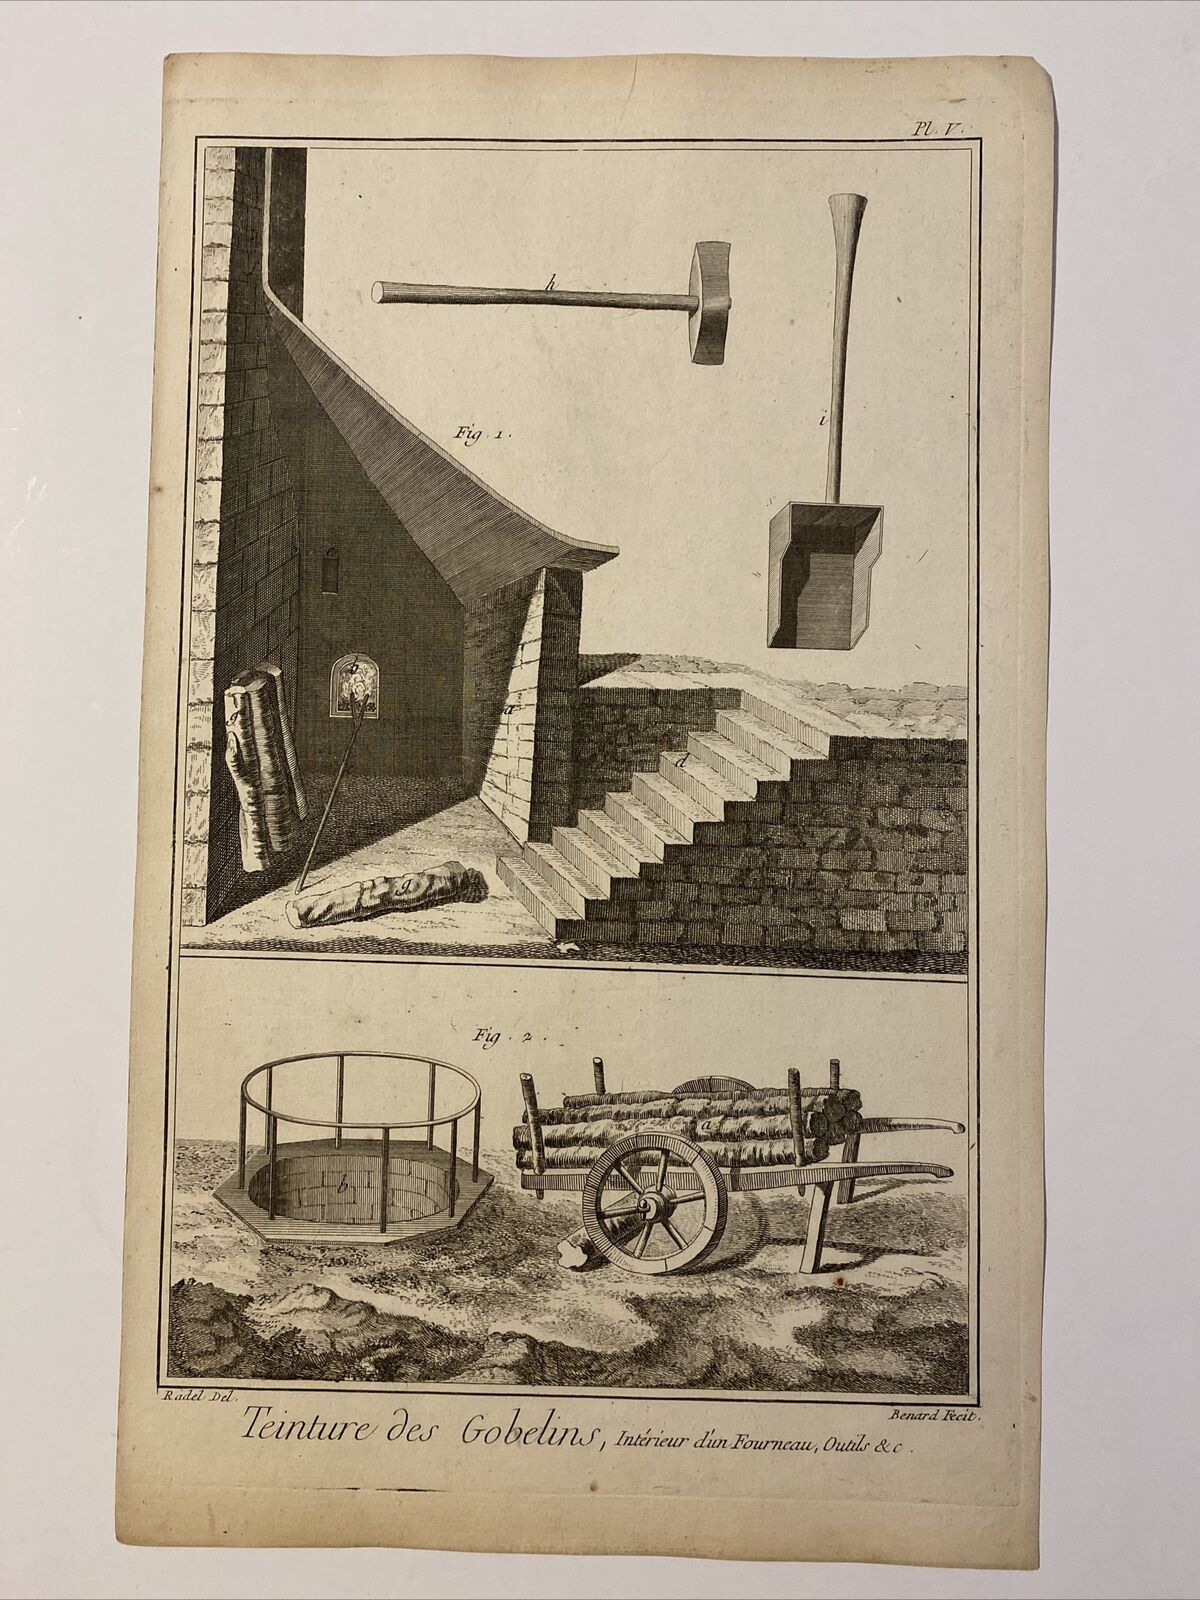 Pl. V.
h
i
Fig. 1.
e
b
g
a
d
g
Fig. 2.
a
b
Radel Del.
Benard Fecit.
Teinture des Gobelins, Intérieur d'un Fourneau, Outils &c.